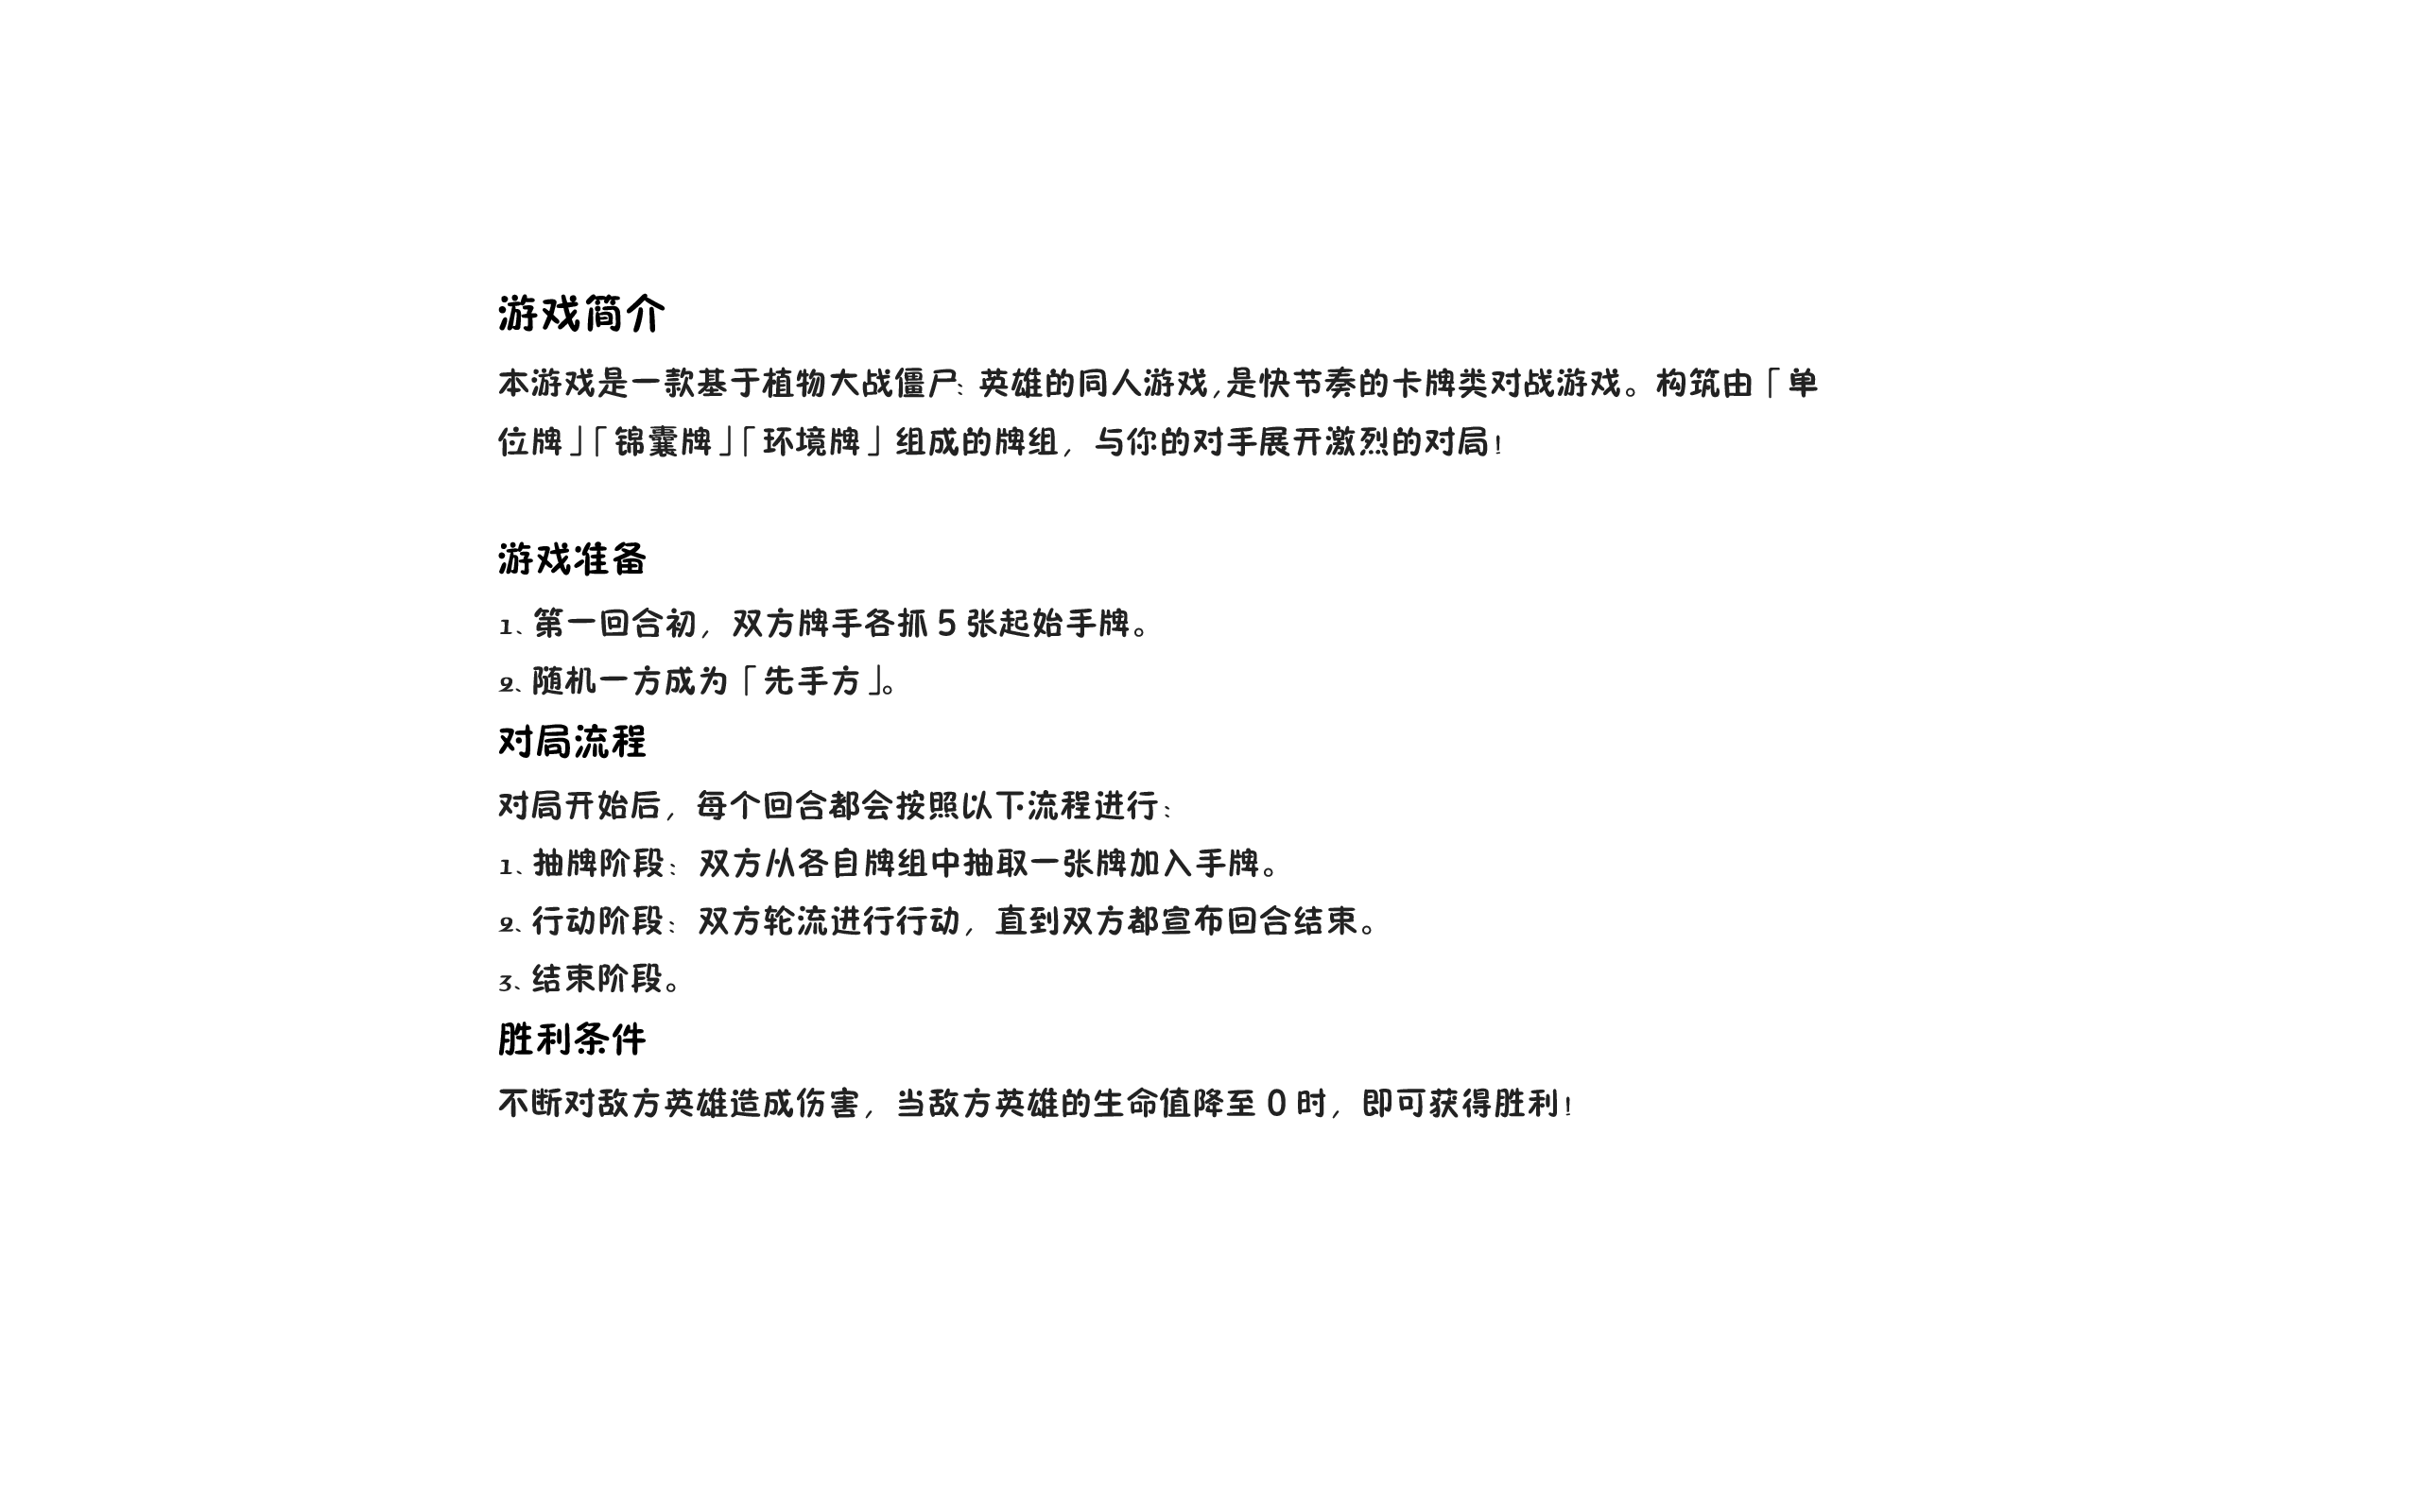 游戏简介
本游戏是一款基于植物大战僵尸：英雄的同人游戏,是快节奏的卡牌类对战游戏。构筑由「单
位牌」「锦囊牌」「环境牌」组成的牌组，与你的对手展开激烈的对局！
游戏准备
1、第一回合初，双方牌手各抓 5 张起始手牌。
2、随机一方成为「先手方」。
对局流程
对局开始后，每个回合都会按照以下流程进行：
1、抽牌阶段：双方从各自牌组中抽取一张牌加入手牌。
2、行动阶段：双方轮流进行行动，直到双方都宣布回合结束。
3、结束阶段。
胜利条件
不断对敌方英雄造成伤害，当敌方英雄的生命值降至 0 时，即可获得胜利！